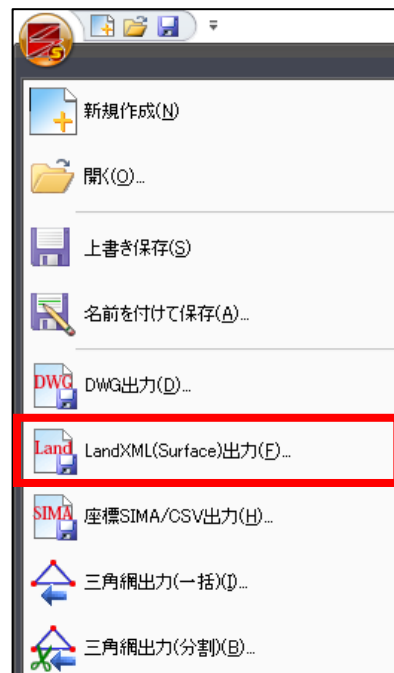 S
新規作成(N)
開く(O)...
上書き保存(S)
名前を付けて保存(A)...
DWG DWG出力(D)...
Land LandXML(Surface)出力(F)...
SIMA 座標SIMA/CSV出力(H)...
三角網出力(一括)(I)...
三角網出力(分割)(B)...